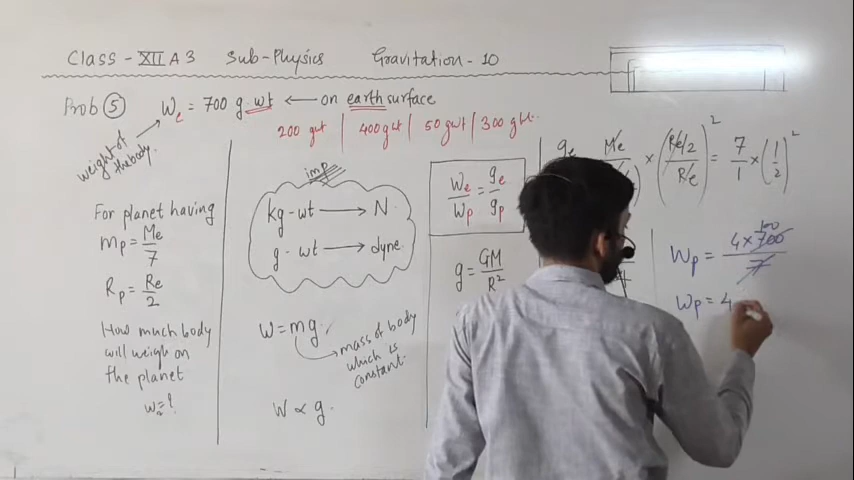 Class - XII A 3 Sub-Physics Gravitation - 10
Prob 5 We = 700 g.wt ← on earth surface
weight of
the body.
200 gwt | 400 gwt | 50 gwt | 300 gwt
For planet having
mp = Me/7
Rp = Re/2
How much body
will weigh on
the planet
w = ?
imp
kg - wt → N
g - wt → dyne
W = mg
mass of body
which is
constant.
W ∝ g.
We/Wp = ge/gp
g = GM/R²
ge
Me
× (Re/2 / Re)² = 7/1 × (1/2)²
Wp = 4 × 700 / 7
100
Wp = 4